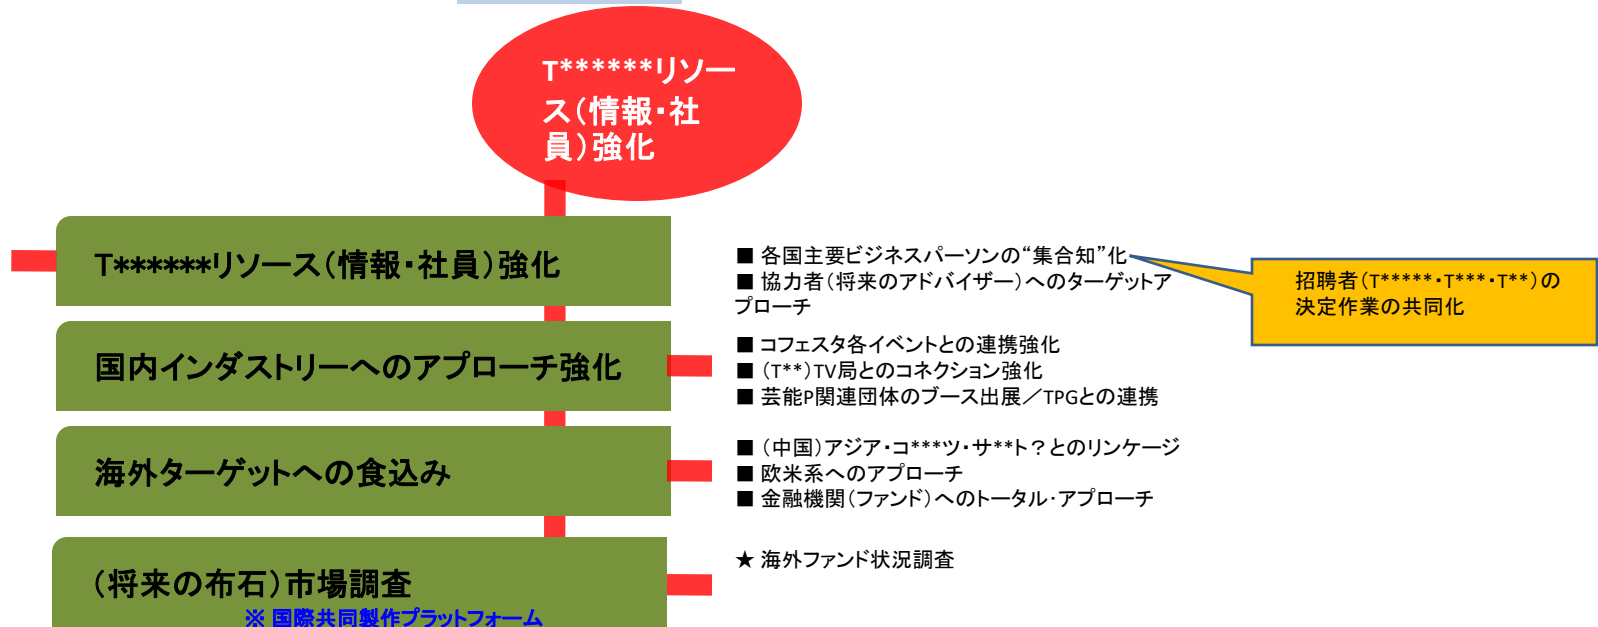 T******リソー
ス（情報・社
員）強化
T******リソース（情報・社員）強化
■ 各国主要ビジネスパーソンの“集合知”化
■ 協力者（将来のアドバイザー）へのターゲットア
プローチ
招聘者（T*****・T***・T**）の
決定作業の共同化
国内インダストリーへのアプローチ強化
■ コフェスタ各イベントとの連携強化
■ （T**）TV局とのコネクション強化
■ 芸能P関連団体のブース出展／TPGとの連携
海外ターゲットへの食込み
■ （中国）アジア・コ***ツ・サ**ト？とのリンケージ
■ 欧米系へのアプローチ
■ 金融機関（ファンド）へのトータル・アプローチ
（将来の布石）市場調査
※ 国際共同製作プラットフォーム
★ 海外ファンド状況調査